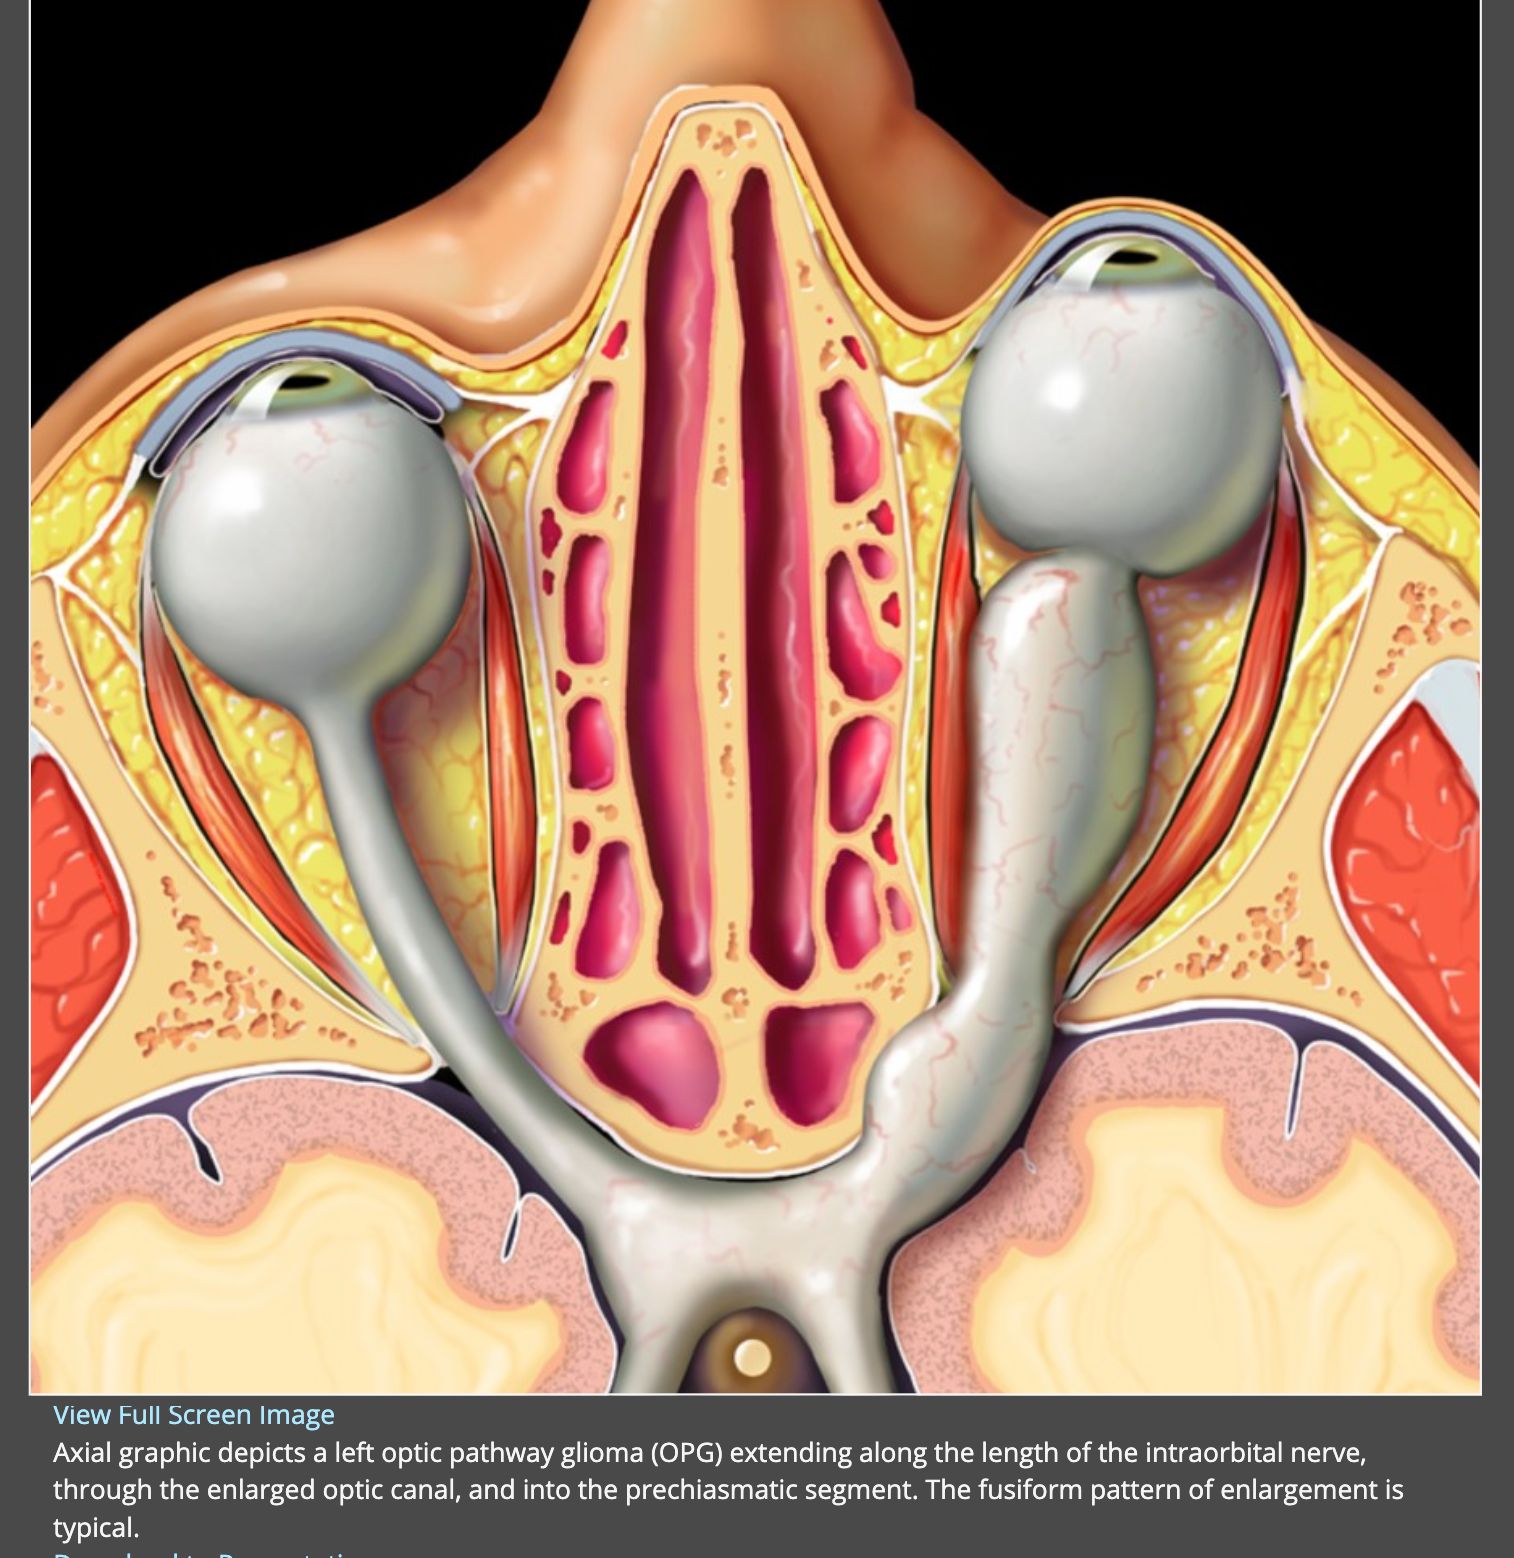 View Full Screen Image
Axial graphic depicts a left optic pathway glioma (OPG) extending along the length of the intraorbital nerve,
through the enlarged optic canal, and into the prechiasmatic segment. The fusiform pattern of enlargement is
typical.